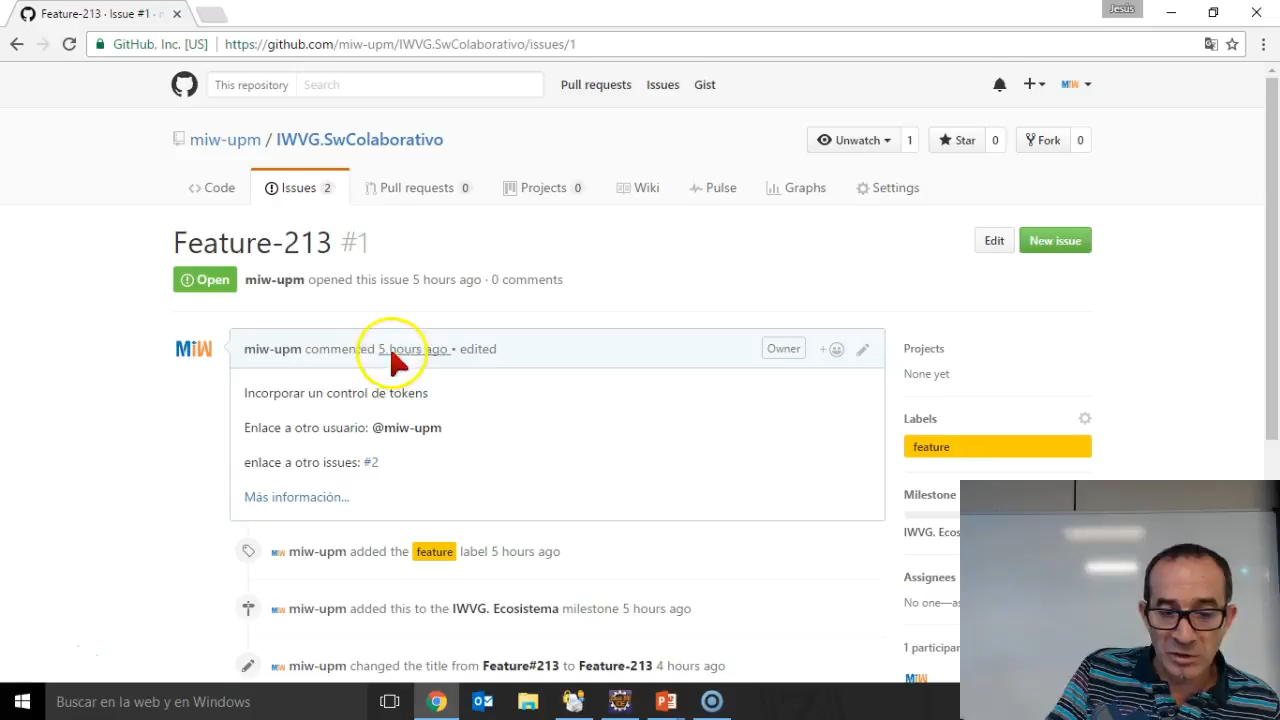 Feature-213 · Issue #1 ·
Jesús
GitHub, Inc. [US]
https://github.com/miw-upm/IWVG.SwColaborativo/issues/1
This repository
Search
Pull requests
Issues
Gist
MiW
miw-upm / IWVG.SwColaborativo
Unwatch 1
Star 0
Fork 0
Code
Issues 2
Pull requests 0
Projects 0
Wiki
Pulse
Graphs
Settings
Feature-213 #1
Edit
New issue
Open
miw-upm opened this issue 5 hours ago · 0 comments
MiW
miw-upm commented 5 hours ago • edited
Owner
Incorporar un control de tokens
Enlace a otro usuario: @miw-upm
enlace a otro issues: #2
Más información...
MiW miw-upm added the feature label 5 hours ago
MiW miw-upm added this to the IWVG. Ecosistema milestone 5 hours ago
MiW miw-upm changed the title from Feature#213 to Feature-213 4 hours ago
Projects
None yet
Labels
feature
Milestone
IWVG. Ecos
Assignees
No one—as
1 participan
MiW
Buscar en la web y en Windows